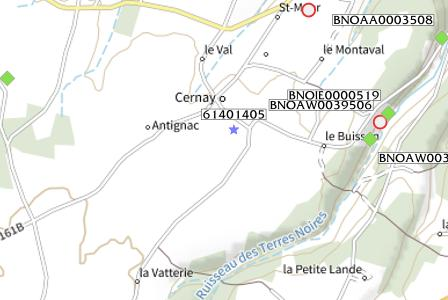 St-M
BNOAA0003508
le Val
le Montaval
BNOIE0000519
Cernay
BNOAW0039506
61401405
Antignac
le Buisson
BNOAW003
161B
Ruisseau des Terres Noires
la Vatterie
la Petite Lande